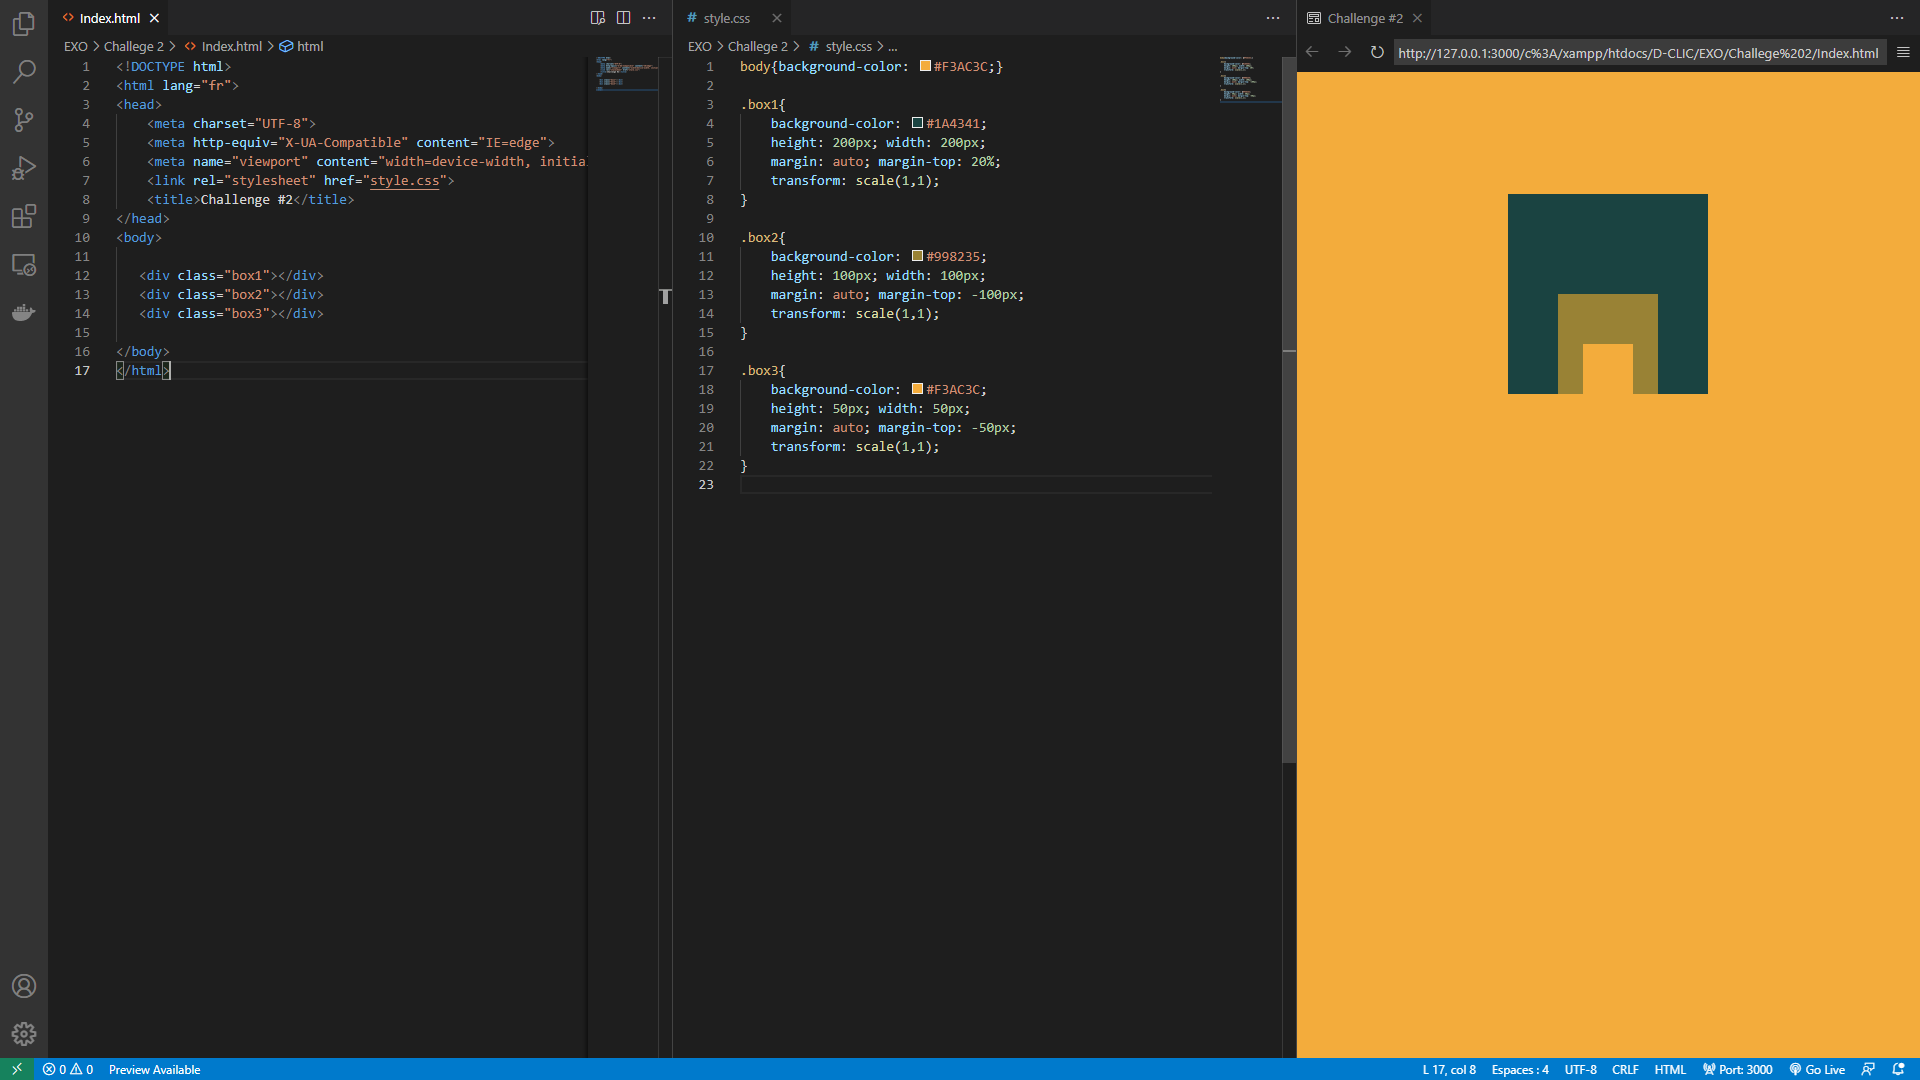 Index.html
style.css
Challenge #2
EXO > Challege 2 > Index.html > html
EXO > Challege 2 > # style.css > ...
http://127.0.0.1:3000/c%3A/xampp/htdocs/D-CLIC/EXO/Challege%202/Index.html
1 <!DOCTYPE html>
2 <html lang="fr">
3 <head>
4 <meta charset="UTF-8">
5 <meta http-equiv="X-UA-Compatible" content="IE=edge">
6 <meta name="viewport" content="width=device-width, initia
7 <link rel="stylesheet" href="style.css">
8 <title>Challenge #2</title>
9 </head>
10 <body>
11
12 <div class="box1"></div>
13 <div class="box2"></div>
14 <div class="box3"></div>
15
16 </body>
17 </html>
1 body{background-color: #F3AC3C;}
2
3 .box1{
4 background-color: #1A4341;
5 height: 200px; width: 200px;
6 margin: auto; margin-top: 20%;
7 transform: scale(1,1);
8 }
9
10 .box2{
11 background-color: #998235;
12 height: 100px; width: 100px;
13 margin: auto; margin-top: -100px;
14 transform: scale(1,1);
15 }
16
17 .box3{
18 background-color: #F3AC3C;
19 height: 50px; width: 50px;
20 margin: auto; margin-top: -50px;
21 transform: scale(1,1);
22 }
23
0 0 Preview Available
L 17, col 8 Espaces : 4 UTF-8 CRLF HTML Port: 3000 Go Live